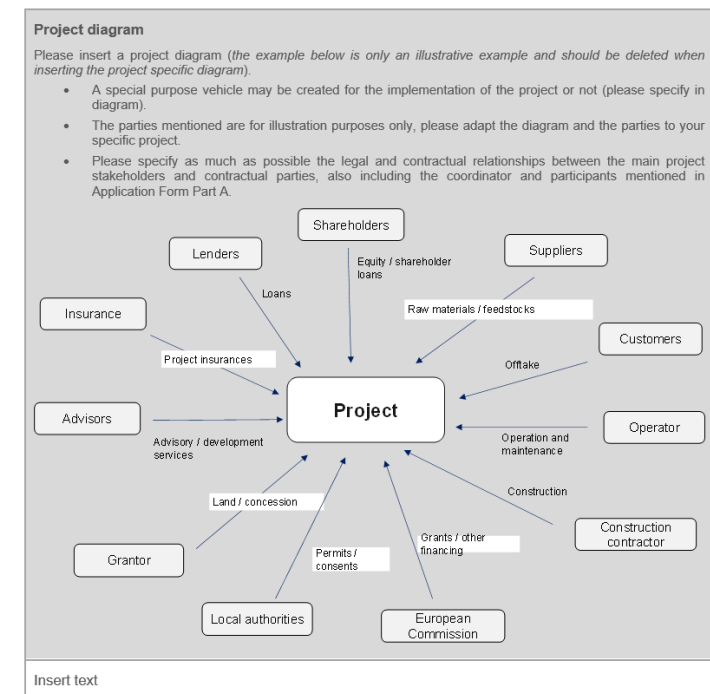 Project diagram
Please insert a project diagram (the example below is only an illustrative example and should be deleted when
inserting the project specific diagram).
• A special purpose vehicle may be created for the implementation of the project or not (please specify in
diagram).
• The parties mentioned are for illustration purposes only, please adapt the diagram and the parties to your
specific project.
• Please specify as much as possible the legal and contractual relationships between the main project
stakeholders and contractual parties, also including the coordinator and participants mentioned in
Application Form Part A.
Shareholders
Lenders
Suppliers
Equity / shareholder
loans
Loans
Insurance
Raw materials / feedstocks
Customers
Project insurances
Offtake
Project
Advisors
Operator
Advisory / development
services
Operation and
maintenance
Land / concession
Construction
Construction
contractor
Grantor
Permits /
consents
Grants / other
financing
Local authorities
European
Commission
Insert text